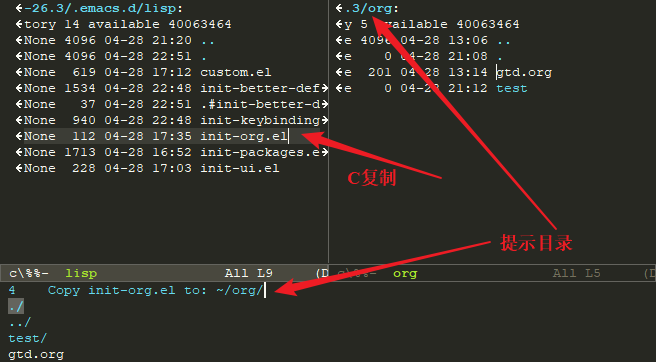 -26.3/.emacs.d/lisp:
tory 14 available 40063464
None 4096 04-28 21:20 ..
None 4096 04-28 22:51 .
None  619 04-28 17:12 custom.el
None 1534 04-28 22:48 init-better-def
None   37 04-28 22:51 .#init-better-d
None  940 04-28 22:48 init-keybinding
None  112 04-28 17:35 init-org.el
None 1713 04-28 16:52 init-packages.e
None  228 04-28 17:03 init-ui.el
c\%%-  lisp   All L9   (D
.3/org:
y 5 available 40063464
e 4096 04-28 13:06 ..
e    0 04-28 21:08 .
e  201 04-28 13:14 gtd.org
e    0 04-28 21:12 test
c\%%-  org   All L5   (D
C复制
提示目录
4    Copy init-org.el to: ~/org/
./
../
test/
gtd.org